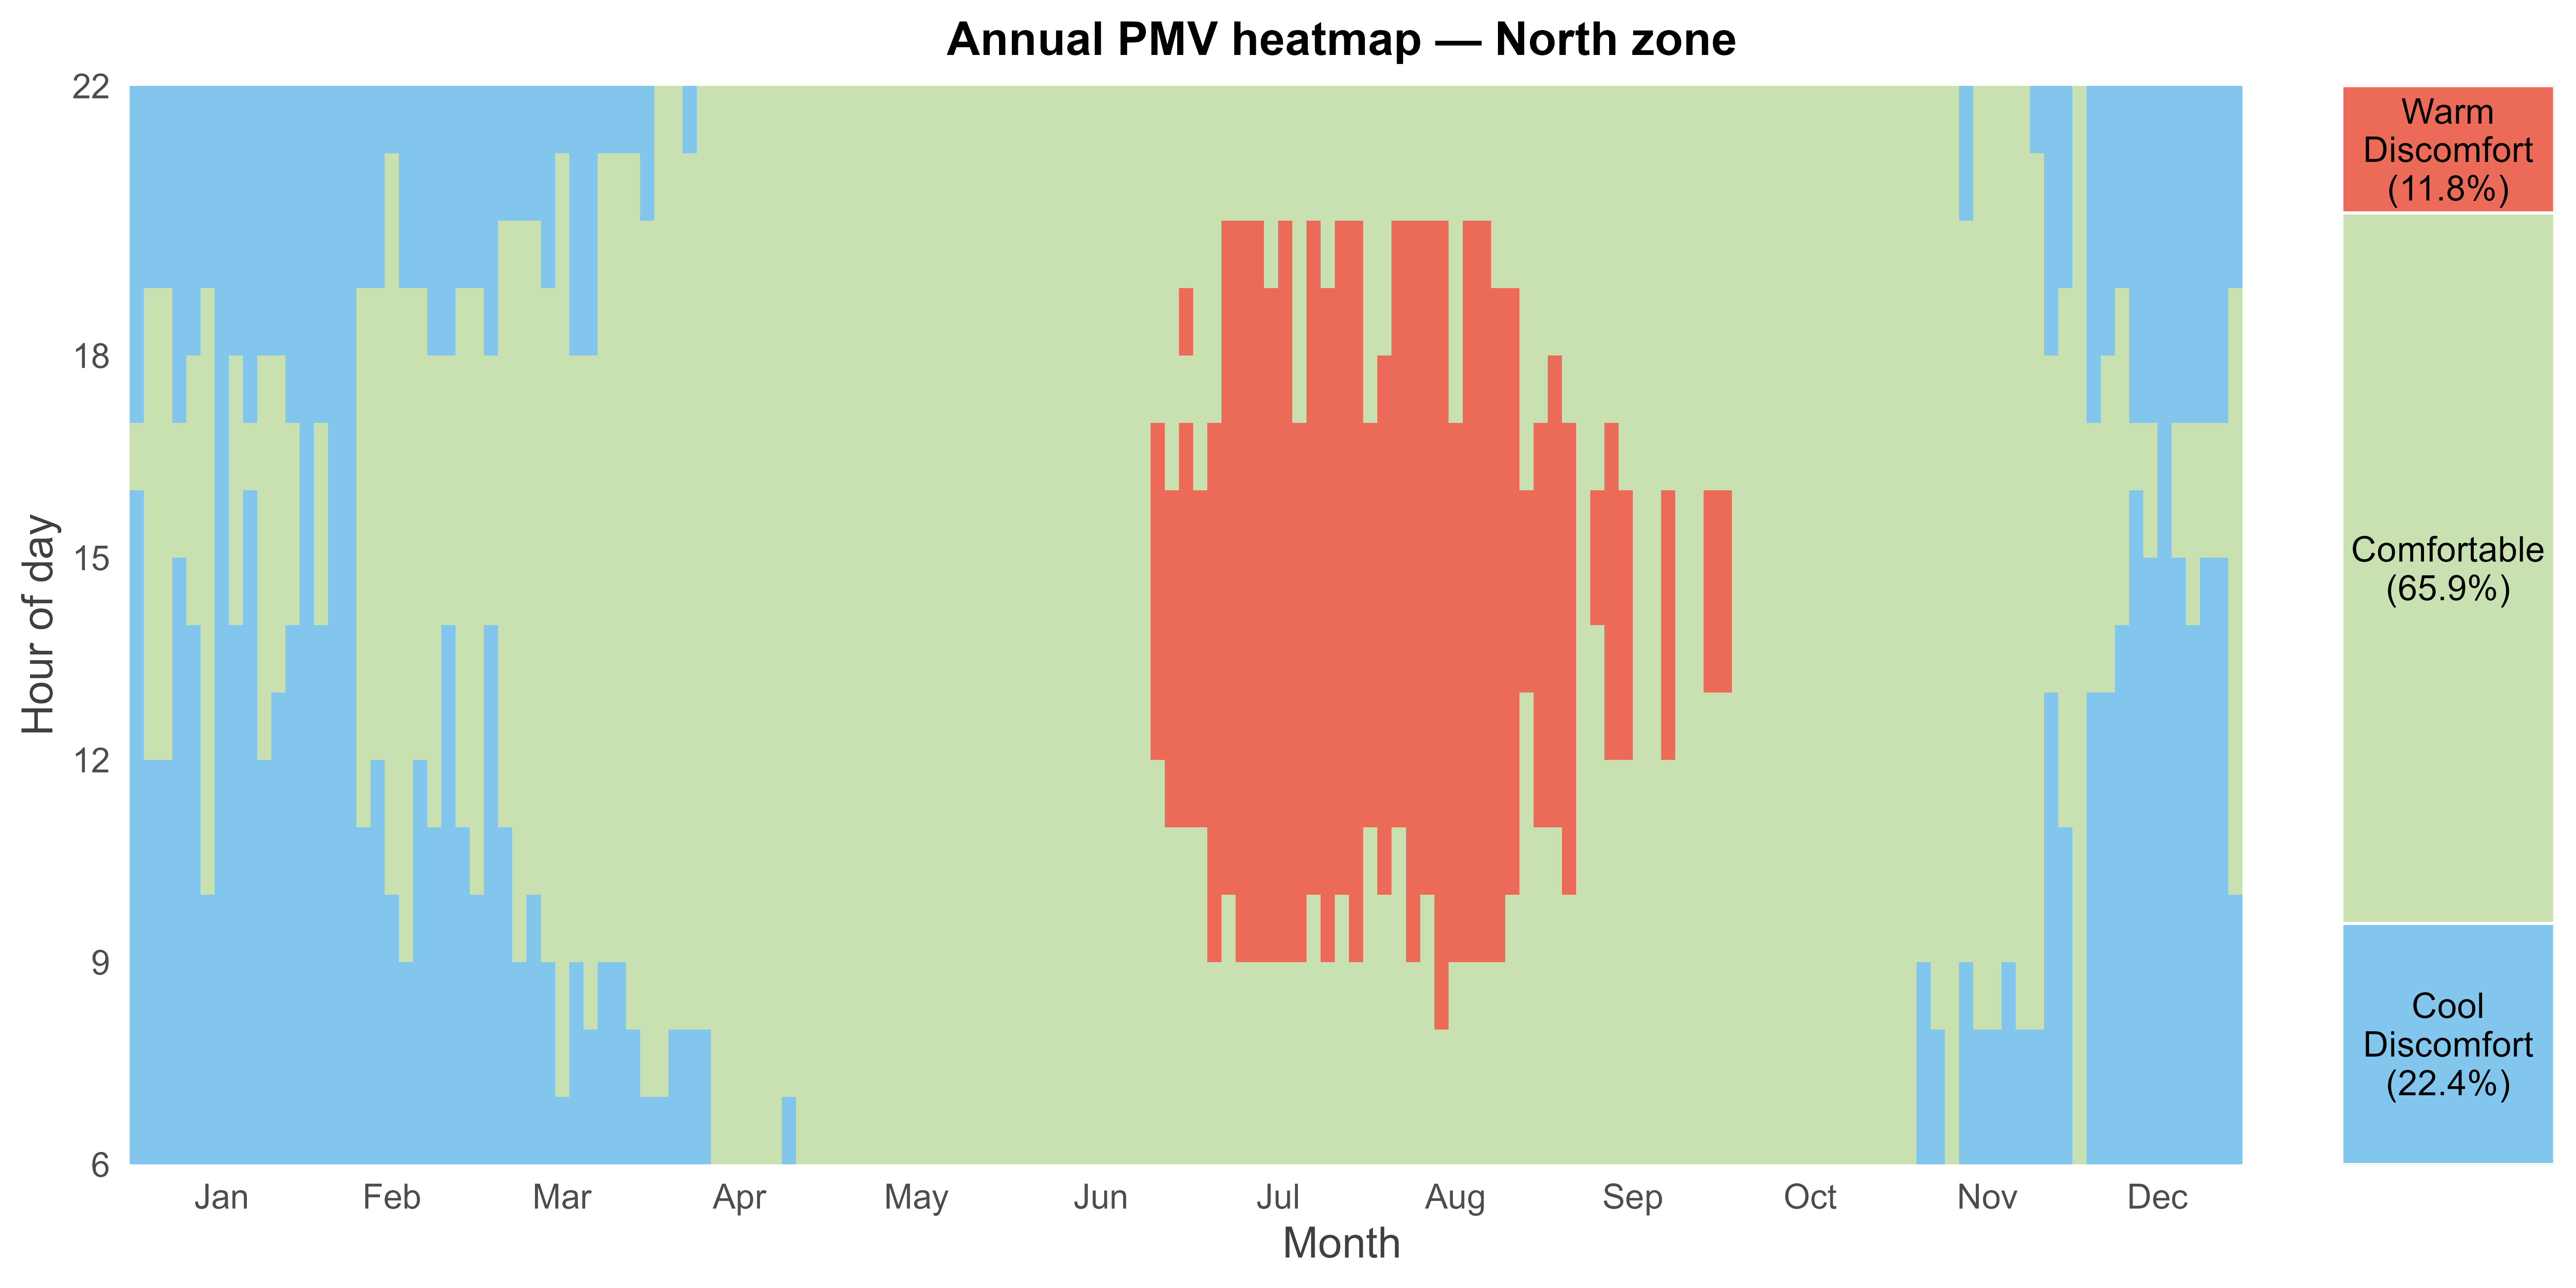 Annual PMV heatmap — North zone
22
18
15
12
9
6
Hour of day
Jan Feb Mar Apr May Jun Jul Aug Sep Oct Nov Dec
Month
Warm
Discomfort
(11.8%)
Comfortable
(65.9%)
Cool
Discomfort
(22.4%)